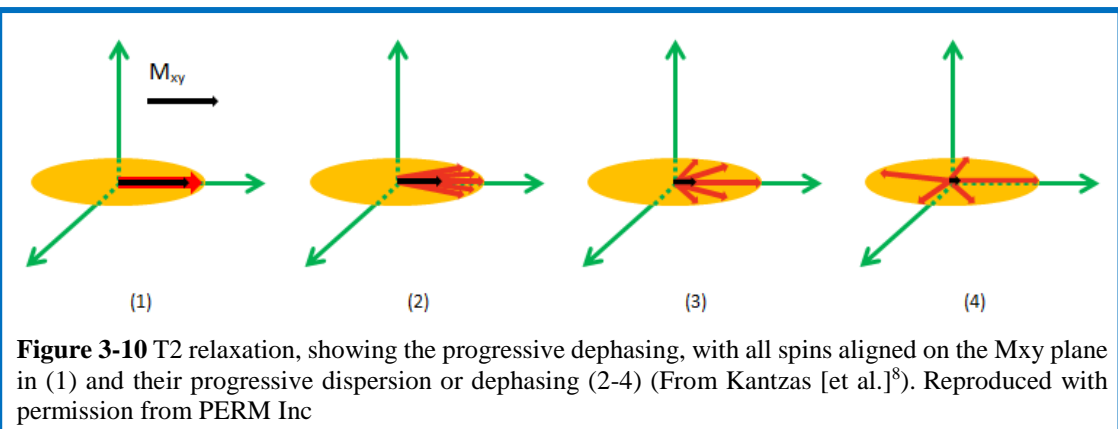 Mxy
(1) (2) (3) (4)
Figure 3-10 T2 relaxation, showing the progressive dephasing, with all spins aligned on the Mxy plane
in (1) and their progressive dispersion or dephasing (2-4) (From Kantzas [et al.]8). Reproduced with
permission from PERM Inc